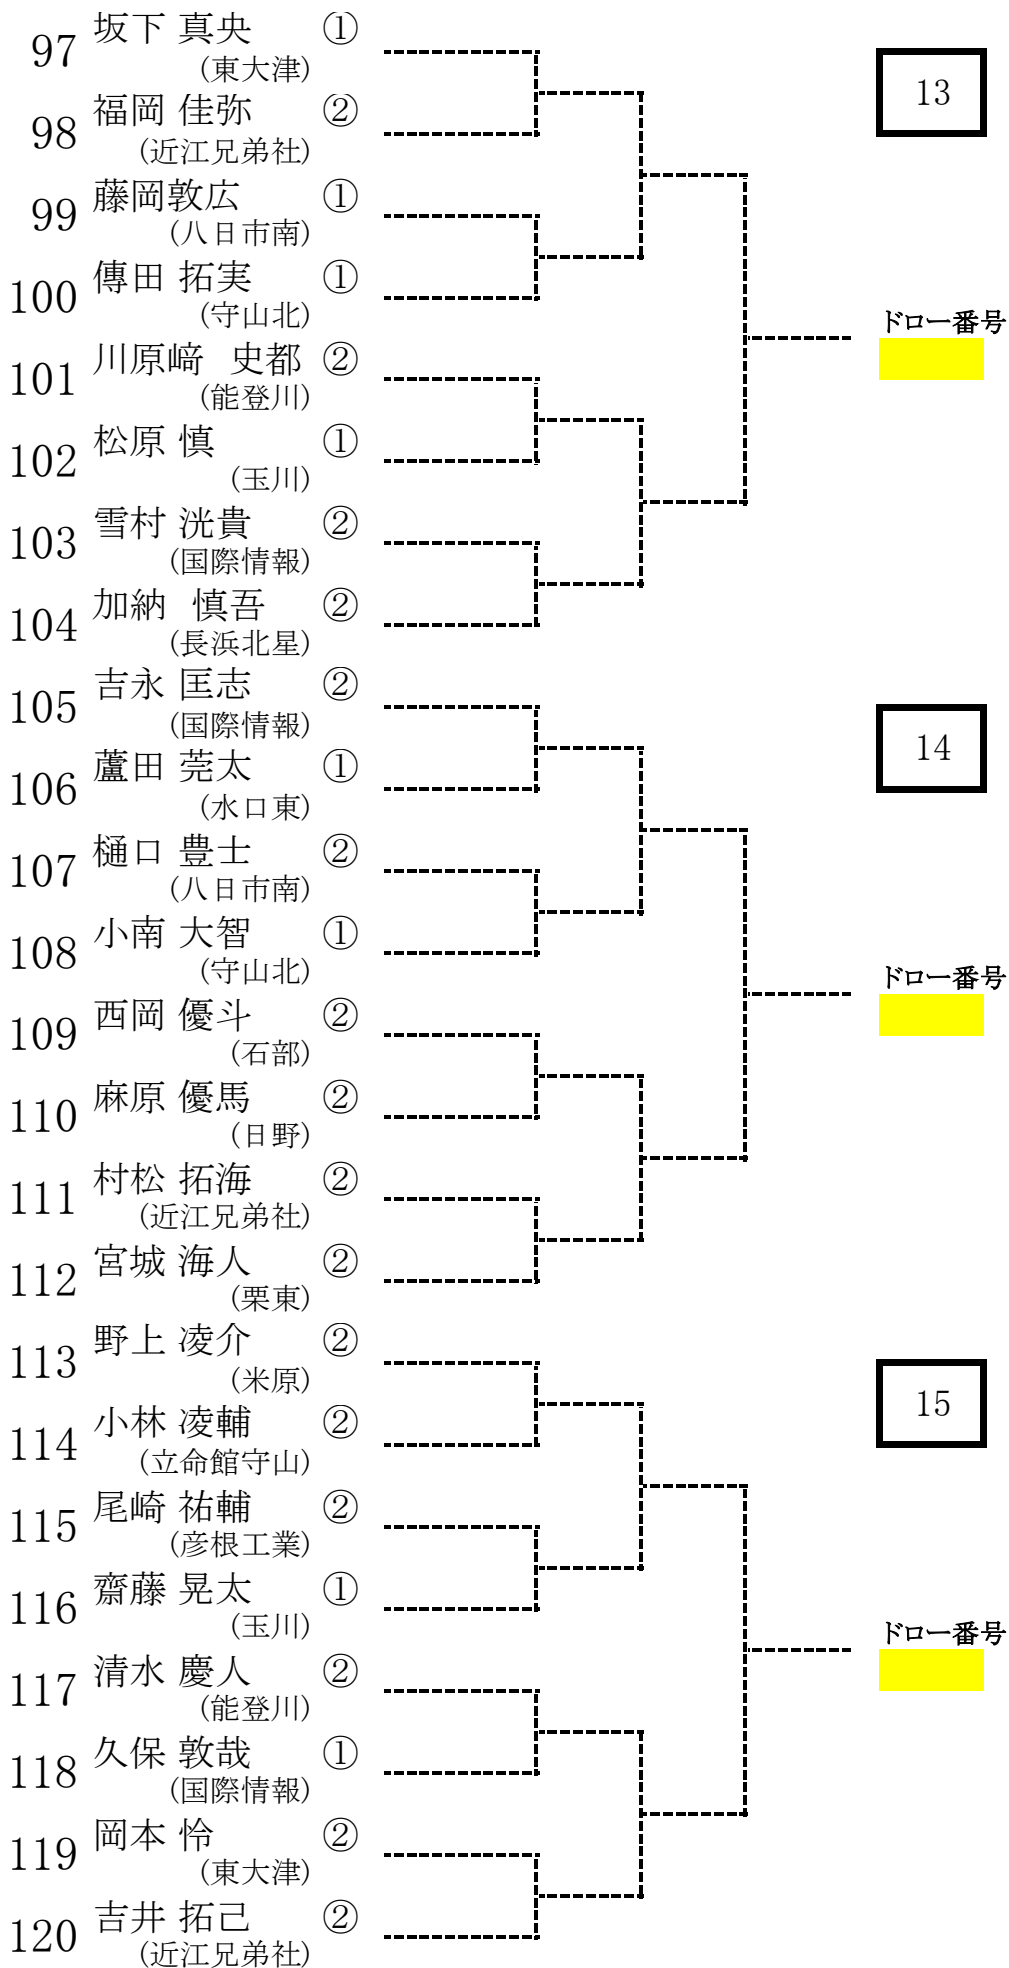 坂下 真央 ①
97
(東大津)
13
福岡 佳弥 ②
98
(近江兄弟社)
藤岡敦広 ①
99
(八日市南)
傳田 拓実 ①
100
(守山北)
ドロー番号
川原﨑 史都 ②
101
(能登川)
松原 慎 ①
102
(玉川)
雪村 洸貴 ②
103
(国際情報)
加納 慎吾 ②
104
(長浜北星)
吉永 匡志 ②
105
(国際情報)
14
蘆田 莞太 ①
106
(水口東)
樋口 豊士 ②
107
(八日市南)
小南 大智 ①
108
(守山北)
ドロー番号
西岡 優斗 ②
109
(石部)
麻原 優馬 ②
110
(日野)
村松 拓海 ②
111
(近江兄弟社)
宮城 海人 ②
112
(栗東)
野上 凌介 ②
113
(米原)
15
小林 凌輔 ②
114
(立命館守山)
尾崎 祐輔 ②
115
(彦根工業)
齋藤 晃太 ①
116
(玉川)
ドロー番号
清水 慶人 ②
117
(能登川)
久保 敦哉 ①
118
(国際情報)
岡本 怜 ②
119
(東大津)
吉井 拓己 ②
120
(近江兄弟社)